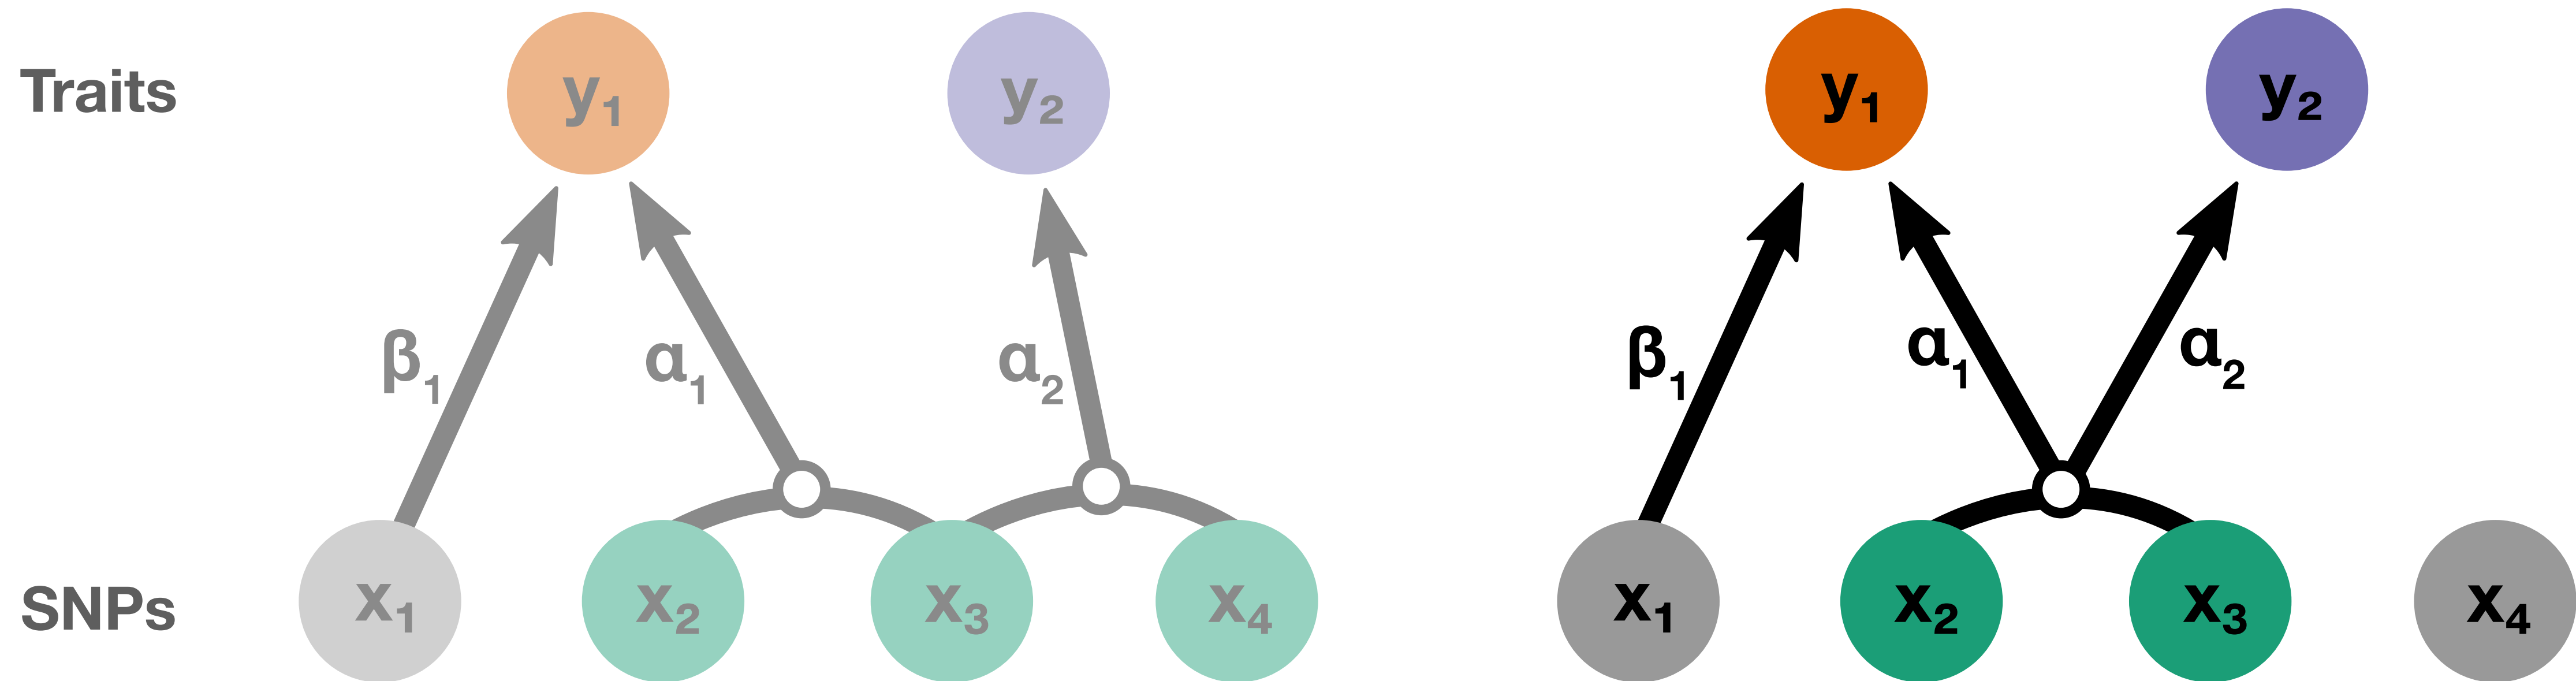 Traits y₁ y₂ y₁ y₂
β₁ α₁ α₂ β₁ α₁ α₂
SNPs x₁ x₂ x₃ x₄ x₁ x₂ x₃ x₄